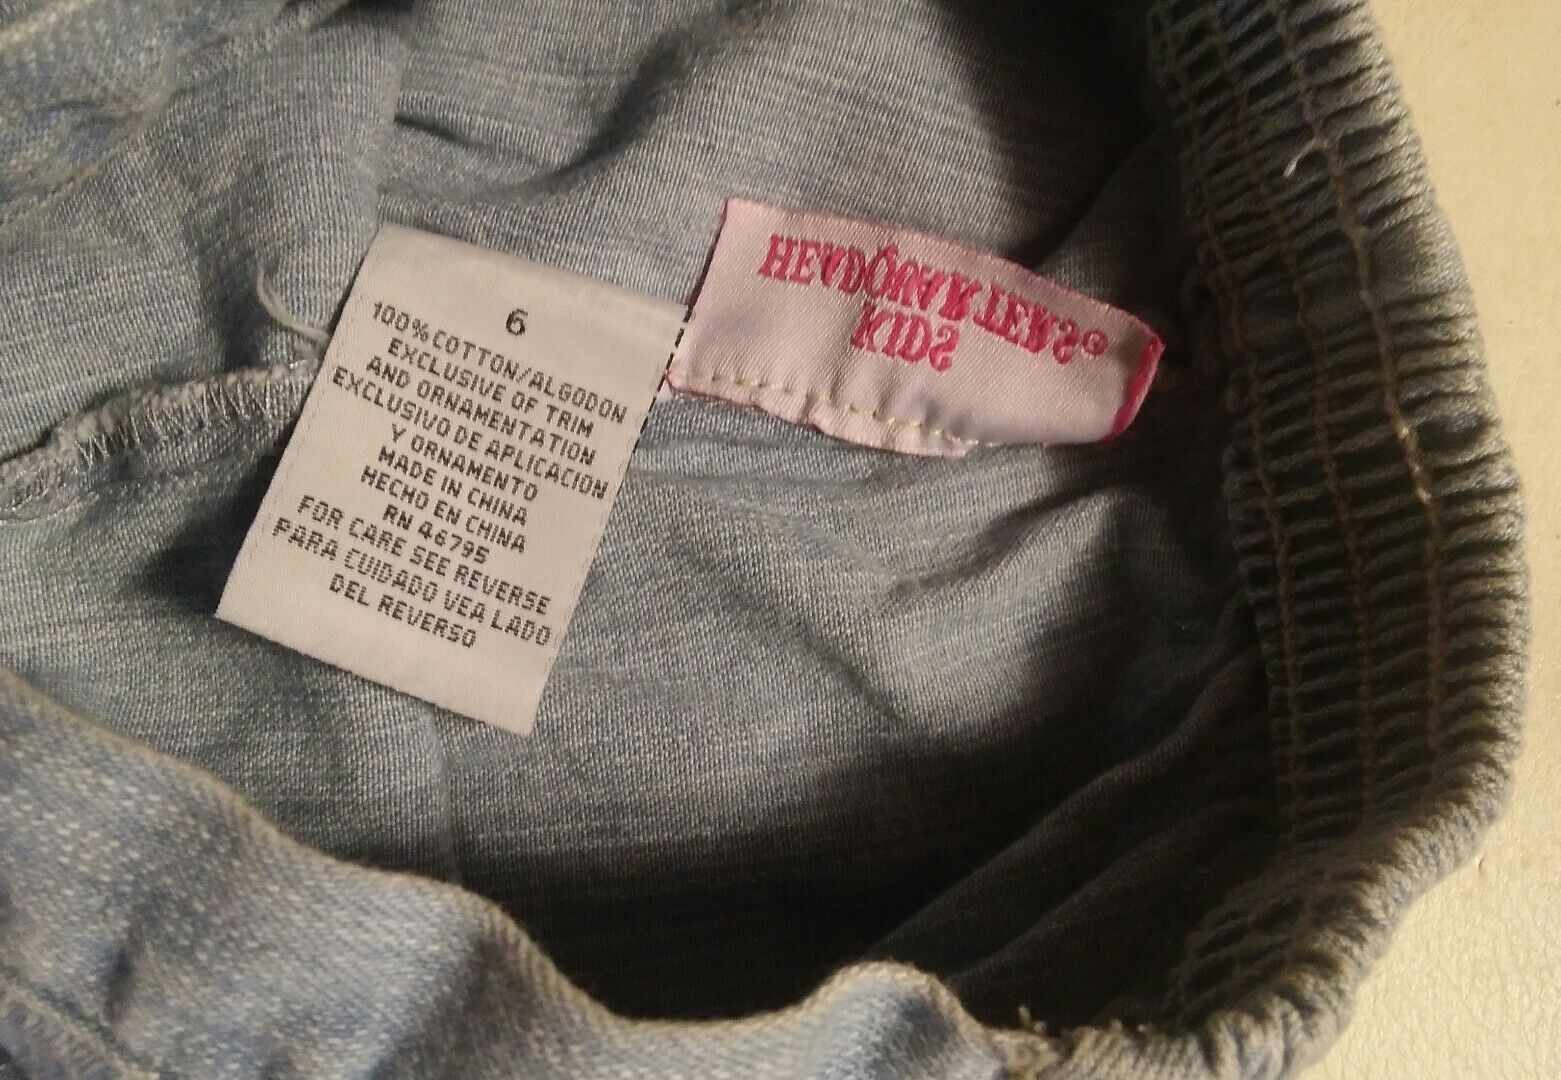 6
100% COTTON/ALGODON
EXCLUSIVE OF TRIM
AND ORNAMENTATION
EXCLUSIVO DE APLICACION
Y ORNAMENTO
MADE IN CHINA
HECHO EN CHINA
RN 46795
FOR CARE SEE REVERSE
PARA CUIDADO VEA LADO
DEL REVERSO
KIDS
HEADQUARTERS®